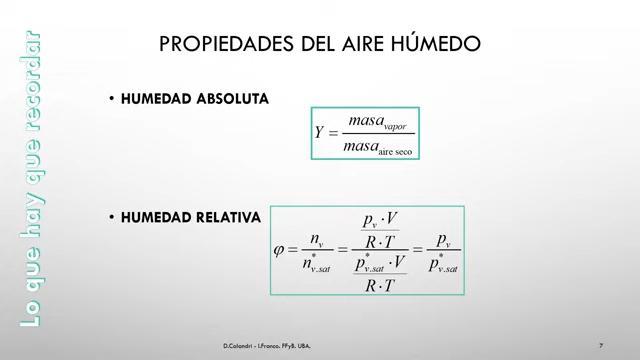 PROPIEDADES DEL AIRE HÚMEDO
Lo que hay que recordar
• HUMEDAD ABSOLUTA
Y = masa_vapor / masa_aire seco
• HUMEDAD RELATIVA
φ = n_v / n*_v.sat = (p_v · V / R · T) / (p*_v.sat · V / R · T) = p_v / p*_v.sat
D.Calandri - I.Franco. FFyB. UBA. 7